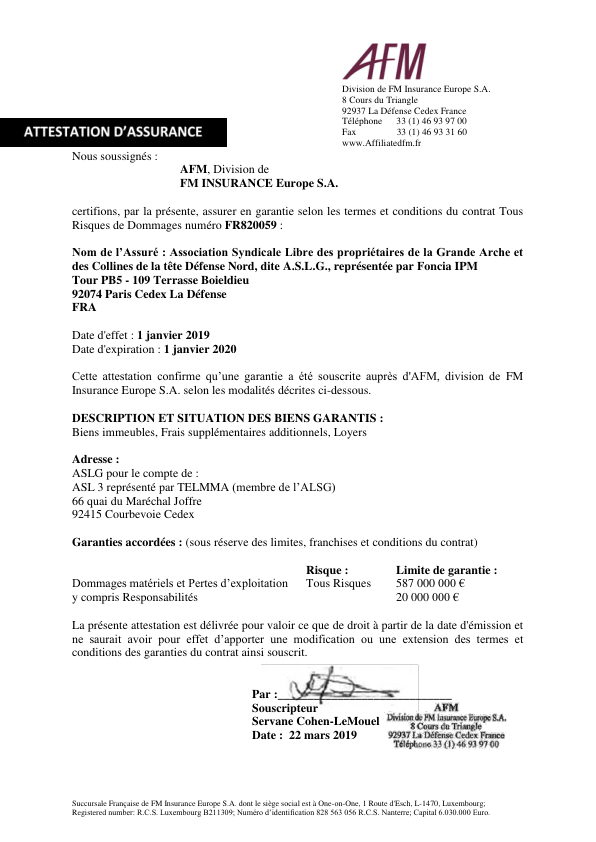 AFM
Division de FM Insurance Europe S.A.
8 Cours du Triangle
92937 La Défense Cedex France
Téléphone 33 (1) 46 93 97 00
Fax 33 (1) 46 93 31 60
www.Affiliatedfm.fr
ATTESTATION D'ASSURANCE
Nous soussignés :
AFM, Division de
FM INSURANCE Europe S.A.
certifions, par la présente, assurer en garantie selon les termes et conditions du contrat Tous
Risques de Dommages numéro FR820059 :
Nom de l'Assuré : Association Syndicale Libre des propriétaires de la Grande Arche et
des Collines de la tête Défense Nord, dite A.S.L.G., représentée par Foncia IPM
Tour PB5 - 109 Terrasse Boieldieu
92074 Paris Cedex La Défense
FRA
Date d'effet : 1 janvier 2019
Date d'expiration : 1 janvier 2020
Cette attestation confirme qu'une garantie a été souscrite auprès d'AFM, division de FM
Insurance Europe S.A. selon les modalités décrites ci-dessous.
DESCRIPTION ET SITUATION DES BIENS GARANTIS :
Biens immeubles, Frais supplémentaires additionnels, Loyers
Adresse :
ASLG pour le compte de :
ASL 3 représenté par TELMMA (membre de l'ALSG)
66 quai du Maréchal Joffre
92415 Courbevoie Cedex
Garanties accordées : (sous réserve des limites, franchises et conditions du contrat)
Risque : Limite de garantie :
Dommages matériels et Pertes d'exploitation Tous Risques 587 000 000 €
y compris Responsabilités 20 000 000 €
La présente attestation est délivrée pour valoir ce que de droit à partir de la date d'émission et
ne saurait avoir pour effet d'apporter une modification ou une extension des termes et
conditions des garanties du contrat ainsi souscrit.
Par :
Souscripteur
Servane Cohen-LeMouel
Date : 22 mars 2019
AFM
Division de FM Insurance Europe S.A.
8 Cours du Triangle
92937 La Défense Cedex France
Téléphone 33 (1) 46 93 97 00
Succursale Française de FM Insurance Europe S.A. dont le siège social est à One-on-One, 1 Route d'Esch, L-1470, Luxembourg;
Registered number: R.C.S. Luxembourg B211309; Numéro d'identification 828 563 056 R.C.S. Nanterre; Capital 6.030.000 Euro.